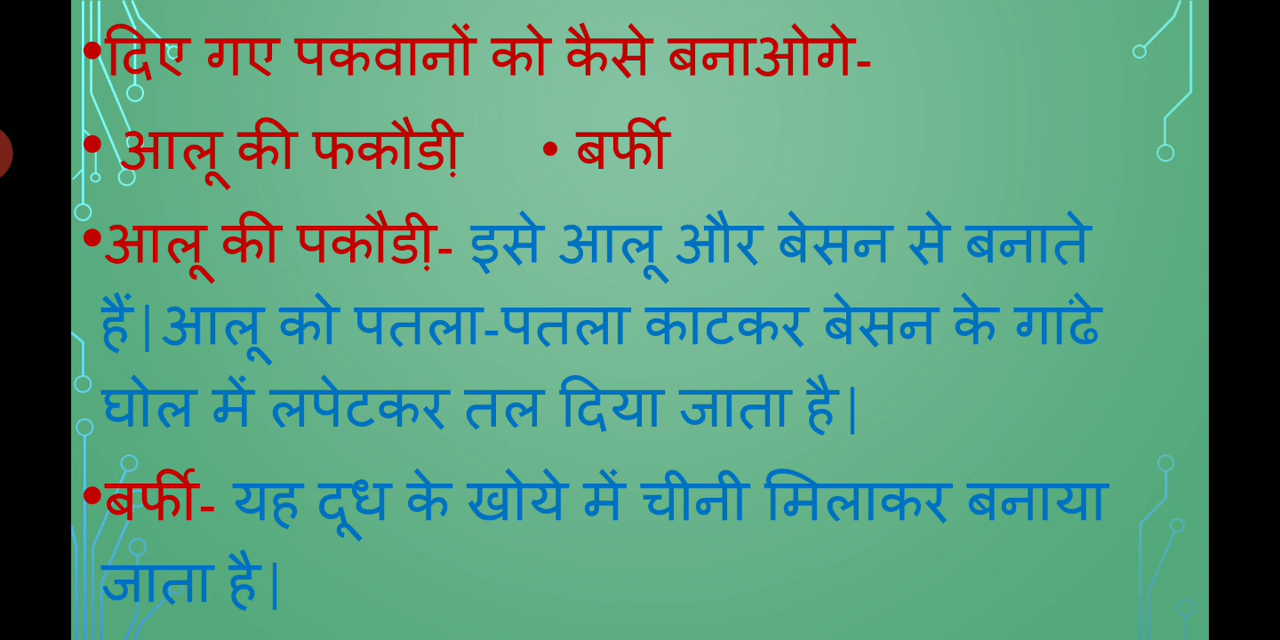 •दिए गए पकवानों को कैसे बनाओगे-
• आलू की फकौडी़ • बर्फी
•आलू की पकौडी़- इसे आलू और बेसन से बनाते
हैं|आलू को पतला-पतला काटकर बेसन के गाढे
घोल में लपेटकर तल दिया जाता है|
•बर्फी- यह दूध के खोये में चीनी मिलाकर बनाया
जाता है|